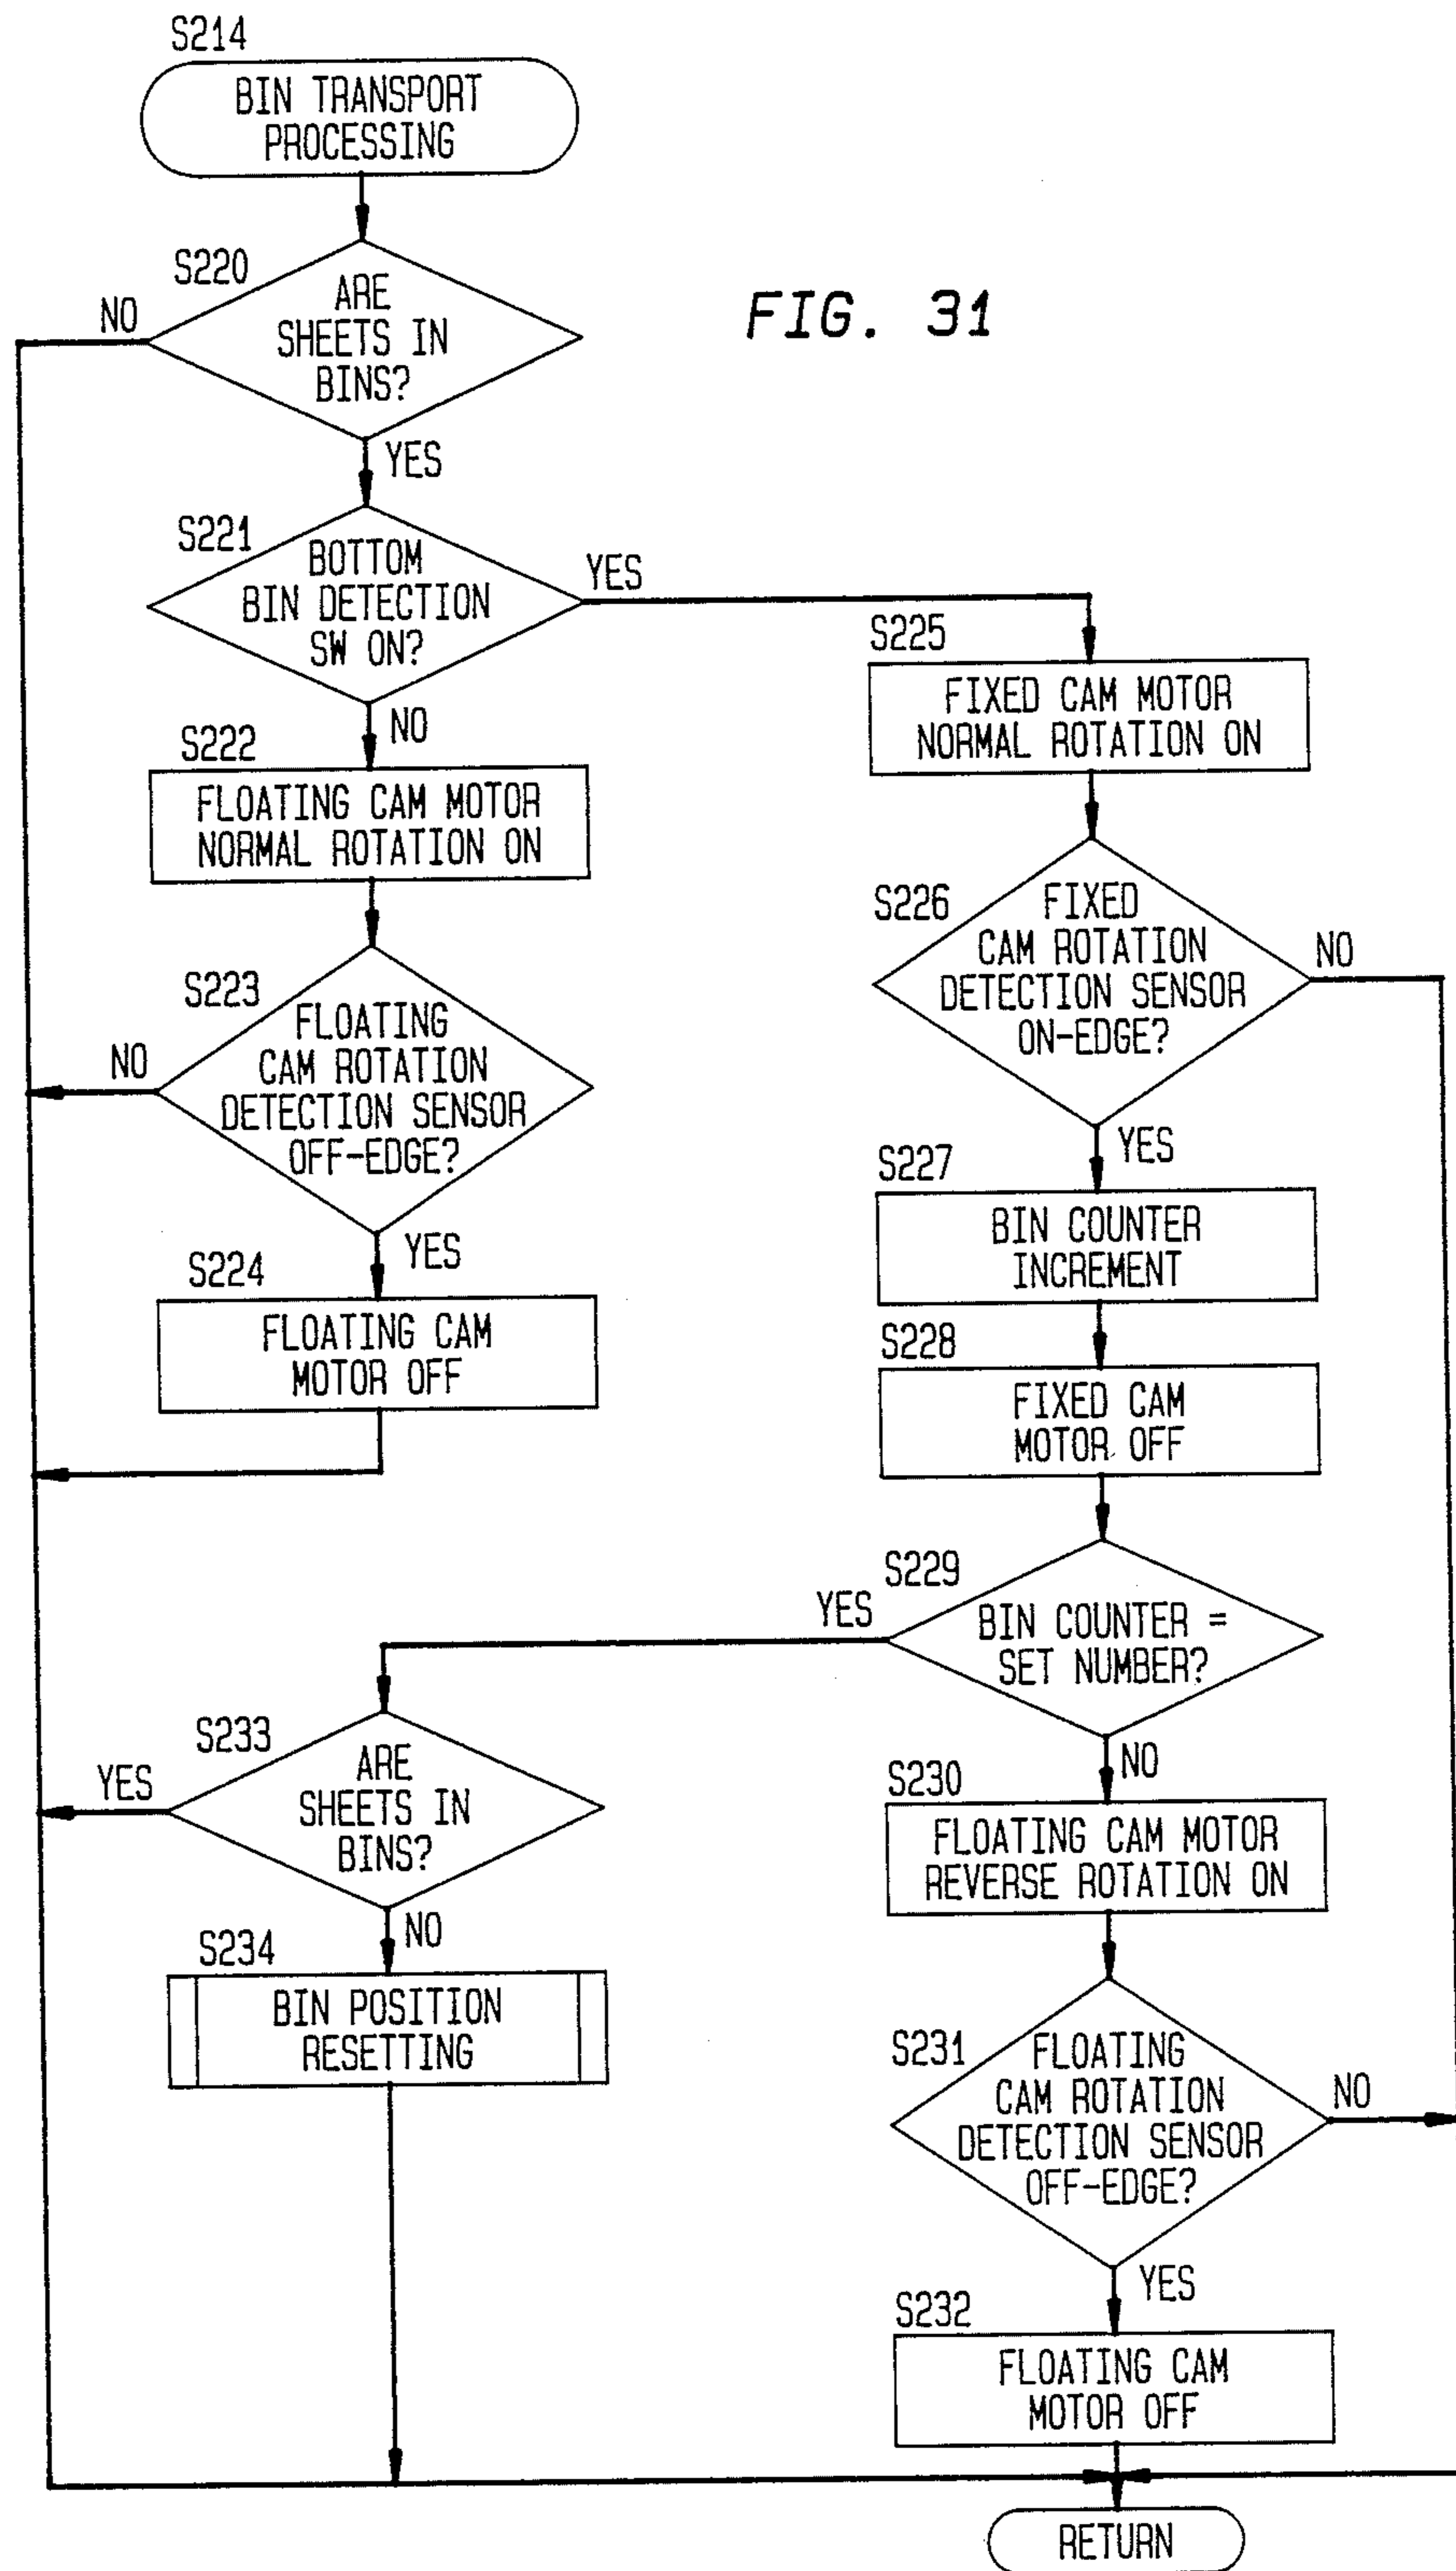 S214
BIN TRANSPORT
PROCESSING
FIG. 31
S220
ARE
SHEETS IN
BINS?
NO
YES
S221
BOTTOM
BIN DETECTION
SW ON?
YES
NO
S222
FLOATING CAM MOTOR
NORMAL ROTATION ON
S223
FLOATING
CAM ROTATION
DETECTION SENSOR
OFF-EDGE?
NO
YES
S224
FLOATING CAM
MOTOR OFF
S225
FIXED CAM MOTOR
NORMAL ROTATION ON
S226
FIXED
CAM ROTATION
DETECTION SENSOR
ON-EDGE?
NO
YES
S227
BIN COUNTER
INCREMENT
S228
FIXED CAM
MOTOR OFF
S229
BIN COUNTER =
SET NUMBER?
YES
NO
S233
ARE
SHEETS IN
BINS?
YES
NO
S234
BIN POSITION
RESETTING
S230
FLOATING CAM MOTOR
REVERSE ROTATION ON
S231
FLOATING
CAM ROTATION
DETECTION SENSOR
OFF-EDGE?
NO
YES
S232
FLOATING CAM
MOTOR OFF
RETURN